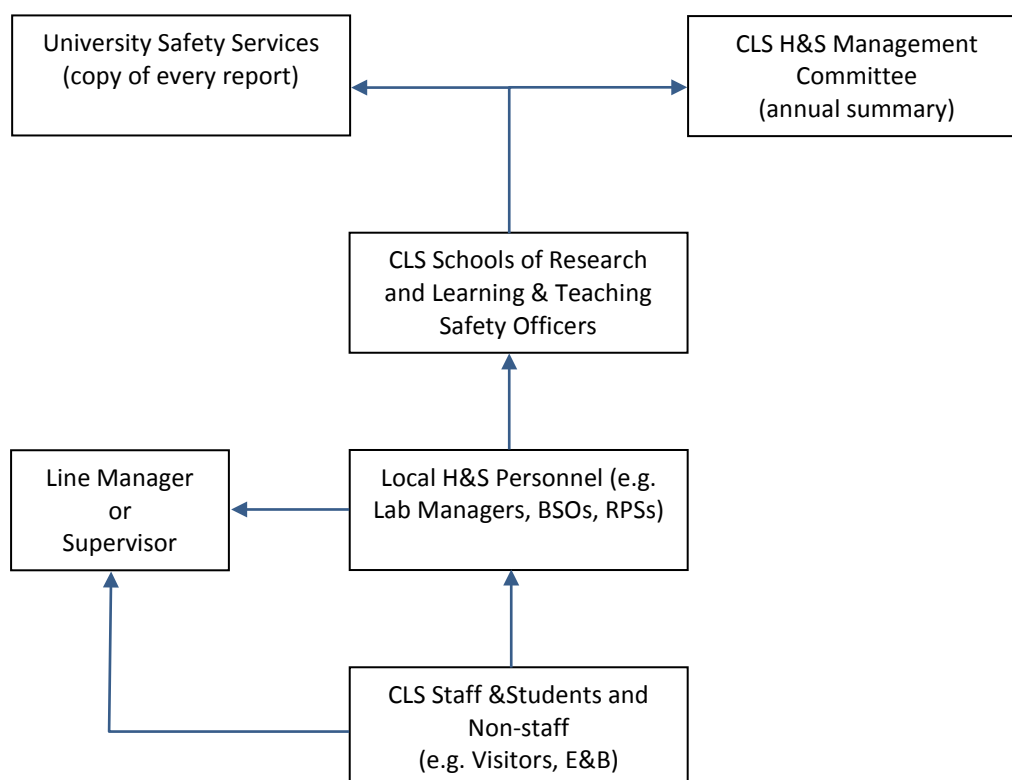 University Safety Services
(copy of every report)
CLS H&S Management
Committee
(annual summary)
CLS Schools of Research
and Learning & Teaching
Safety Officers
Line Manager
or
Supervisor
Local H&S Personnel (e.g.
Lab Managers, BSOs, RPSs)
CLS Staff &Students and
Non-staff
(e.g. Visitors, E&B)